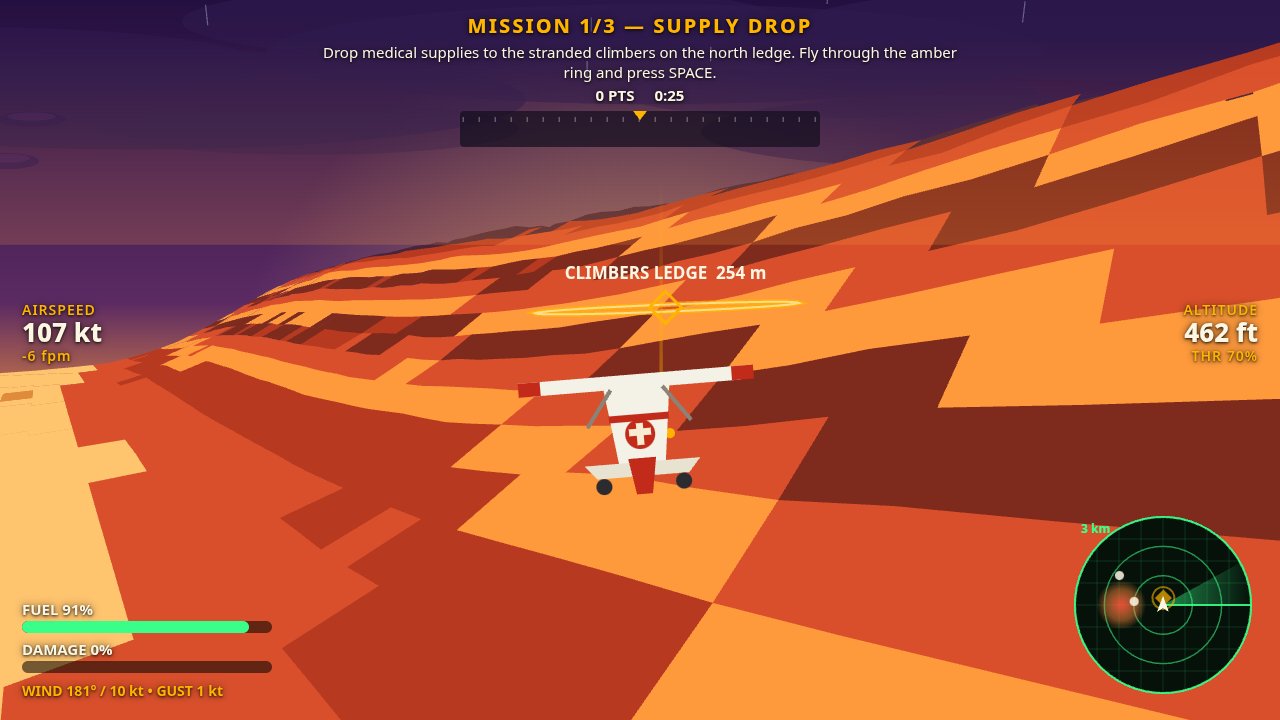 MISSION 1/3 — SUPPLY DROP
Drop medical supplies to the stranded climbers on the north ledge. Fly through the amber
ring and press SPACE.
0 PTS 0:25
CLIMBERS LEDGE 254 m
AIRSPEED
107 kt
-6 fpm
ALTITUDE
462 ft
THR 70%
3 km
FUEL 91%
DAMAGE 0%
WIND 181° / 10 kt • GUST 1 kt